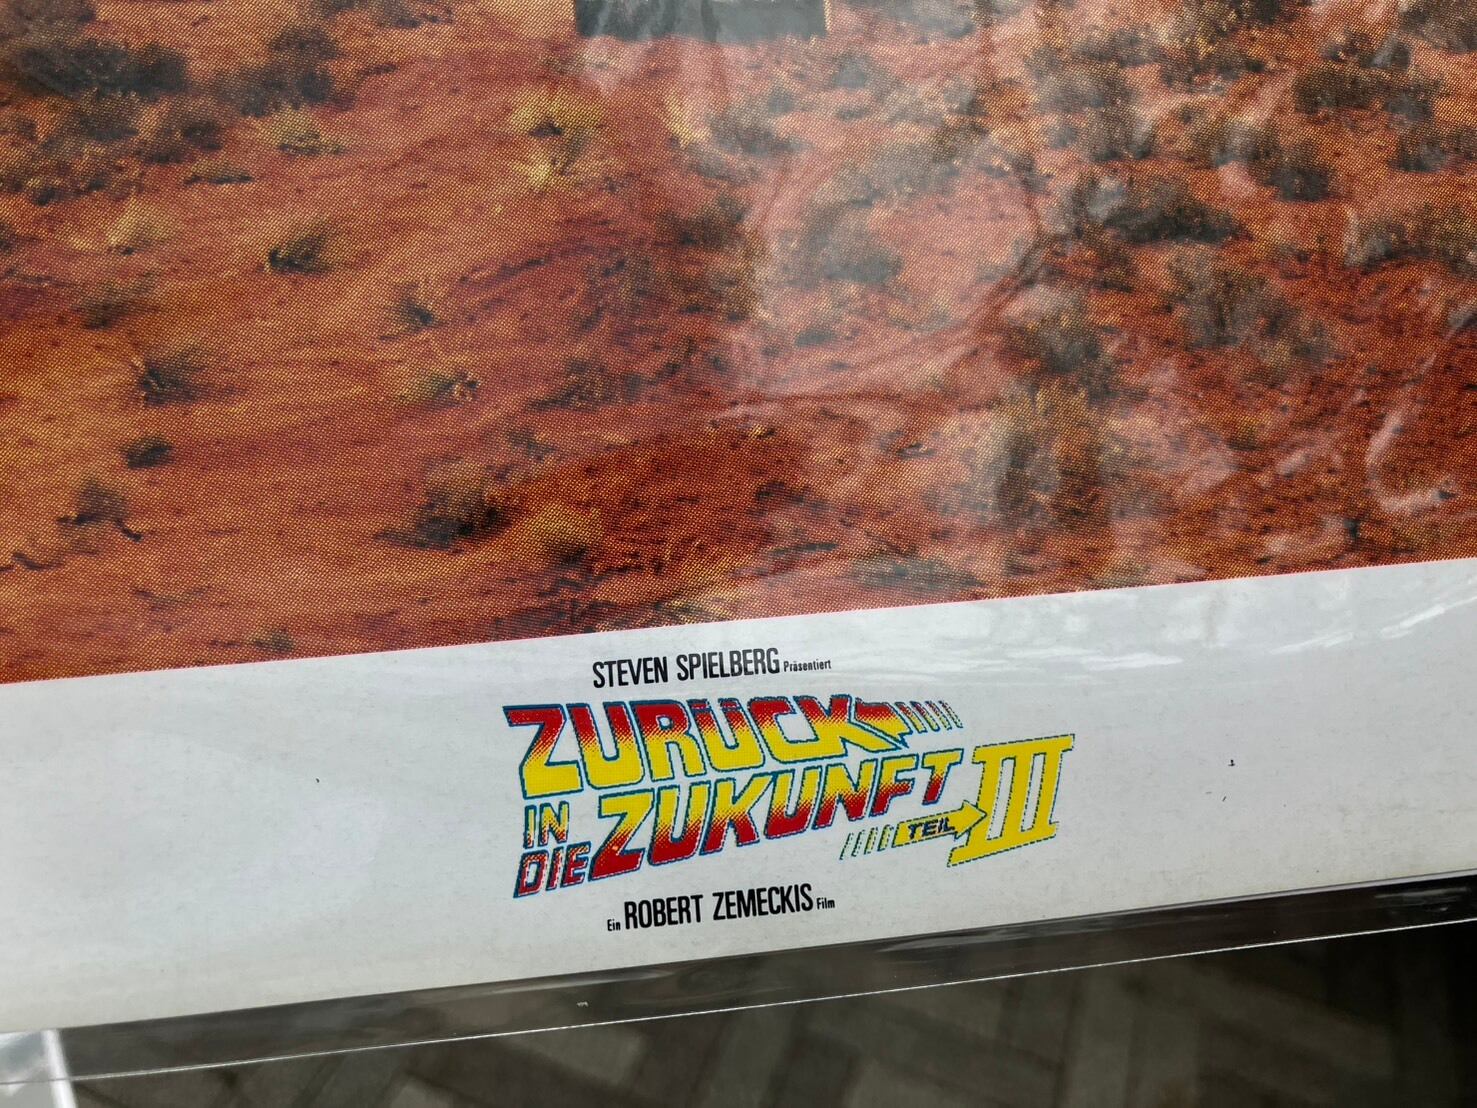 STEVEN SPIELBERG Präsentiert
ZURÜCK
IN DIE ZUKUNFT
TEIL III
Ein ROBERT ZEMECKIS Film